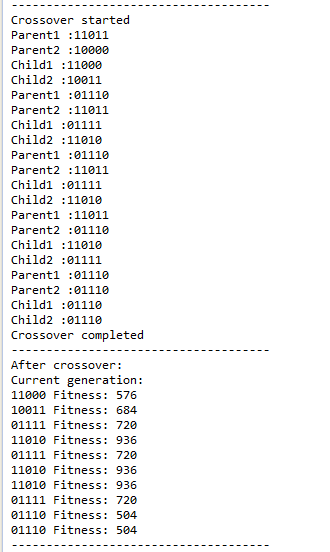 ---------------------------------------
Crossover started
Parent1 :11011
Parent2 :10000
Child1 :11000
Child2 :10011
Parent1 :01110
Parent2 :11011
Child1 :01111
Child2 :11010
Parent1 :01110
Parent2 :11011
Child1 :01111
Child2 :11010
Parent1 :11011
Parent2 :01110
Child1 :11010
Child2 :01111
Parent1 :01110
Parent2 :01110
Child1 :01110
Child2 :01110
Crossover completed
---------------------------------------
After crossover:
Current generation:
11000 Fitness: 576
10011 Fitness: 684
01111 Fitness: 720
11010 Fitness: 936
01111 Fitness: 720
11010 Fitness: 936
11010 Fitness: 936
01111 Fitness: 720
01110 Fitness: 504
01110 Fitness: 504
---------------------------------------